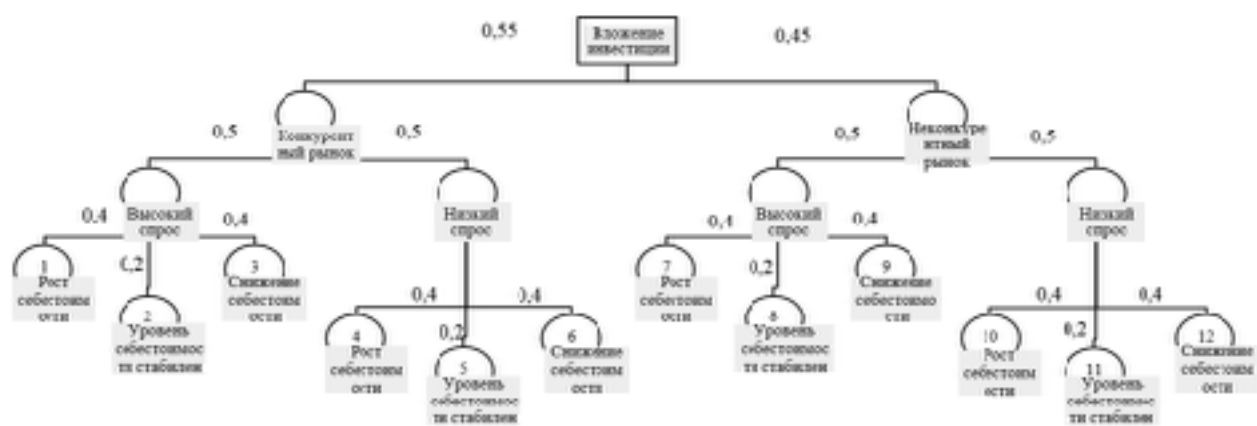 0,55
Вложение
инвестиции
0,45
0,5
Конкурент
ный рынок
0,5
0,5
Неконкуре
нтный
рынок
0,5
0,4
Высокий
спрос
0,4
Низкий
спрос
0,4
Высокий
спрос
0,4
Низкий
спрос
1
Рост
себестоим
ости
0,2
3
Снижение
себестоим
ости
7
Рост
себестоим
ости
0,2
9
Снижение
себестоимо
сти
2
Уровень
себестоимос
ти стабилен
8
Уровень
себестоимос
ти стабилен
0,4
0,4
0,4
0,4
4
Рост
себестоим
ости
0,2
6
Снижение
себестоим
ости
10
Рост
себестоим
ости
0,2
12
Снижение
себестоим
ости
5
Уровень
себестоимос
ти стабилен
11
Уровень
себестоимос
ти стабилен